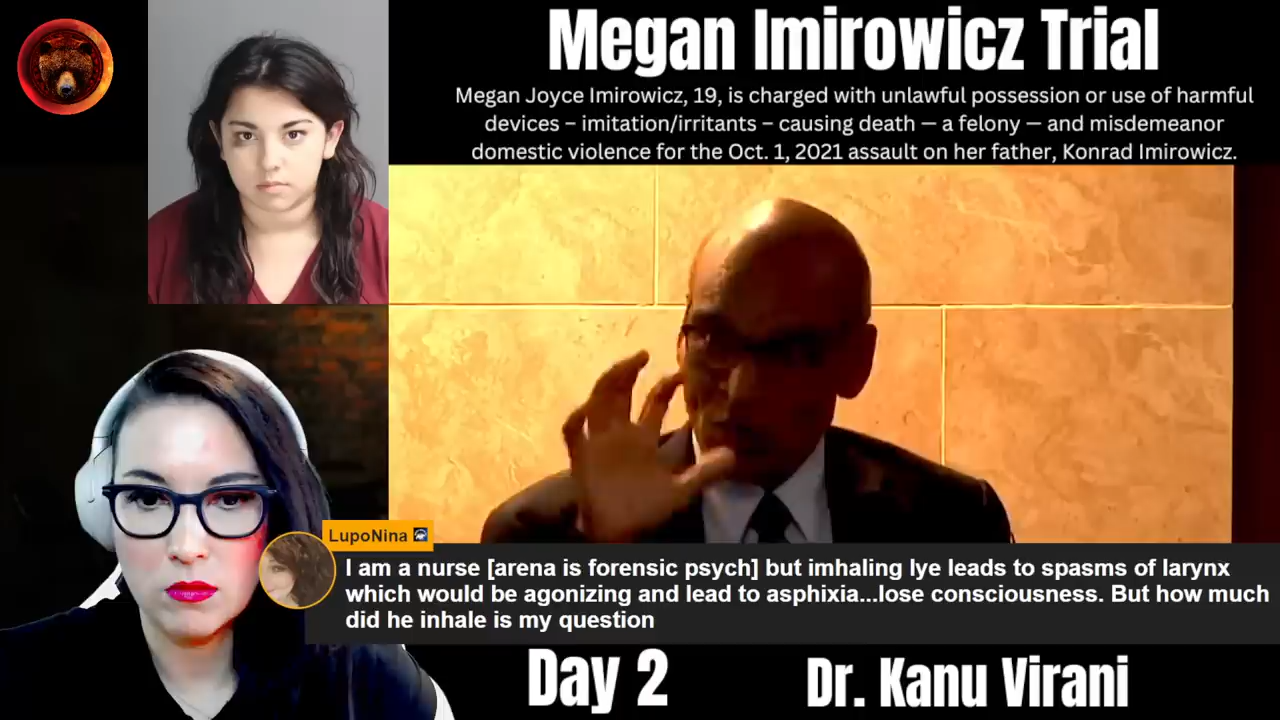 Megan Imirowicz Trial
Megan Joyce Imirowicz, 19, is charged with unlawful possession or use of harmful
devices – imitation/irritants – causing death — a felony — and misdemeanor
domestic violence for the Oct. 1, 2021 assault on her father, Konrad Imirowicz.
LupoNina
I am a nurse [arena is forensic psych] but imhaling lye leads to spasms of larynx
which would be agonizing and lead to asphixia...lose consciousness. But how much
did he inhale is my question
Day 2
Dr. Kanu Virani